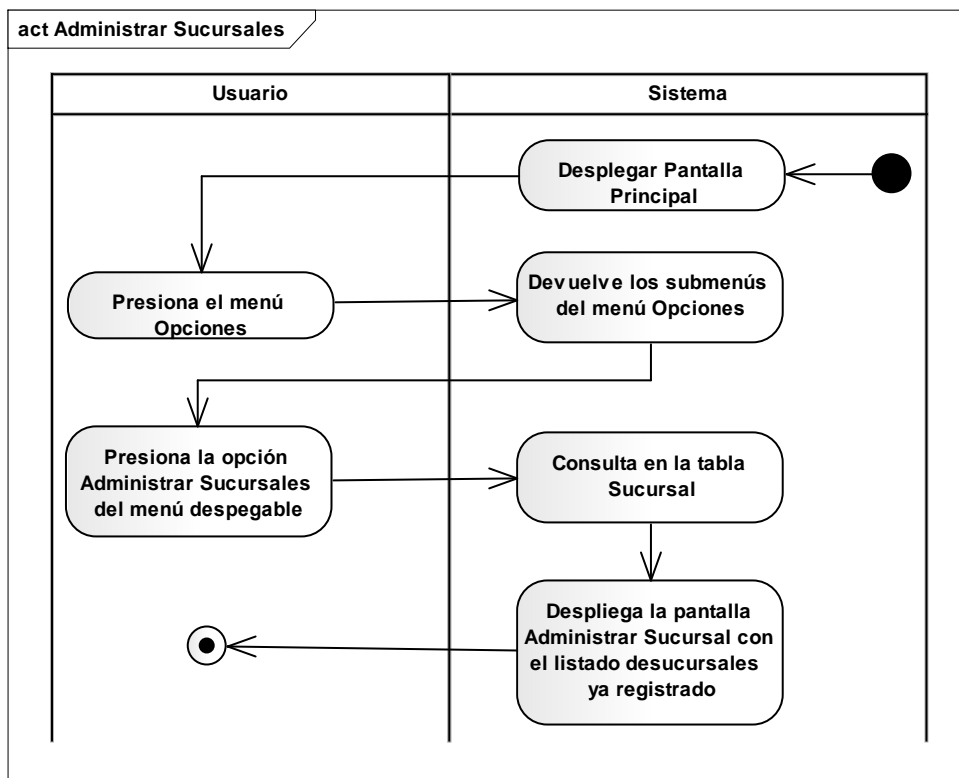 act Administrar Sucursales
Usuario
Sistema
Desplegar Pantalla
Principal
Presiona el menú
Opciones
Devuelve los submenús
del menú Opciones
Presiona la opción
Administrar Sucursales
del menú despegable
Consulta en la tabla
Sucursal
Despliega la pantalla
Administrar Sucursal con
el listado desucursales
ya registrado